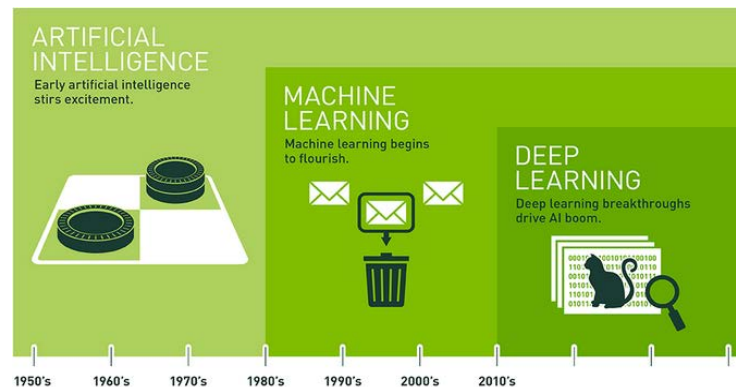 ARTIFICIAL
INTELLIGENCE
Early artificial intelligence
stirs excitement.
MACHINE
LEARNING
Machine learning begins
to flourish.
DEEP
LEARNING
Deep learning breakthroughs
drive AI boom.
1950's 1960's 1970's 1980's 1990's 2000's 2010's